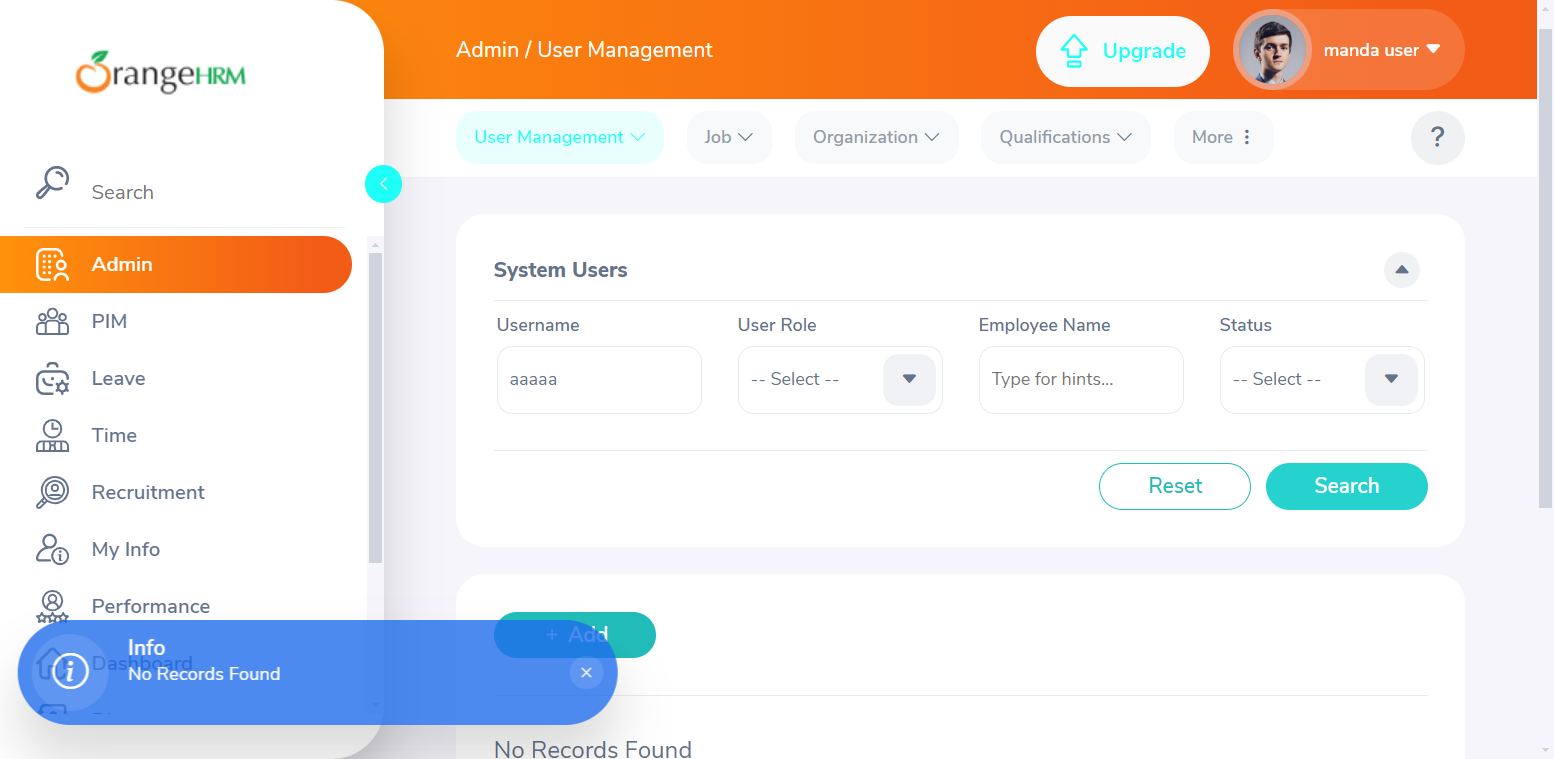 OrangeHRM
Search
Admin
PIM
Leave
Time
Recruitment
My Info
Performance
Dashboard
Info
No Records Found
Admin / User Management
Upgrade
manda user
User Management
Job
Organization
Qualifications
More
?
System Users
Username
User Role
Employee Name
Status
aaaaa
-- Select --
Type for hints...
-- Select --
Reset
Search
+ Add
No Records Found